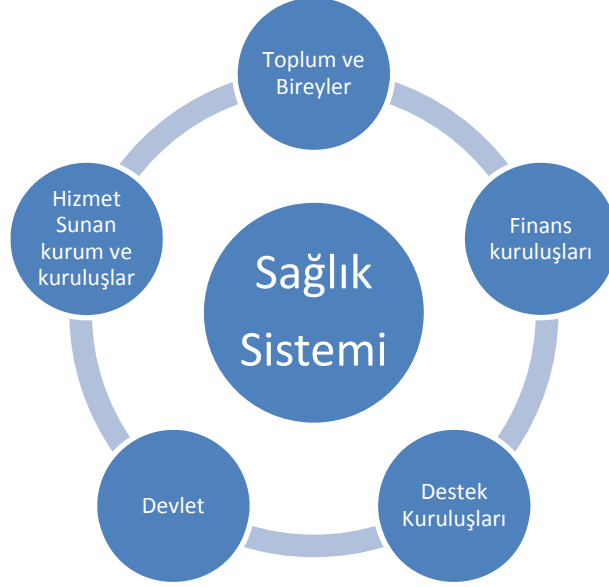 Toplum ve
Bireyler
Finans
kuruluşları
Destek
Kuruluşları
Devlet
Hizmet
Sunan
kurum ve
kuruluşlar
Sağlık
Sistemi